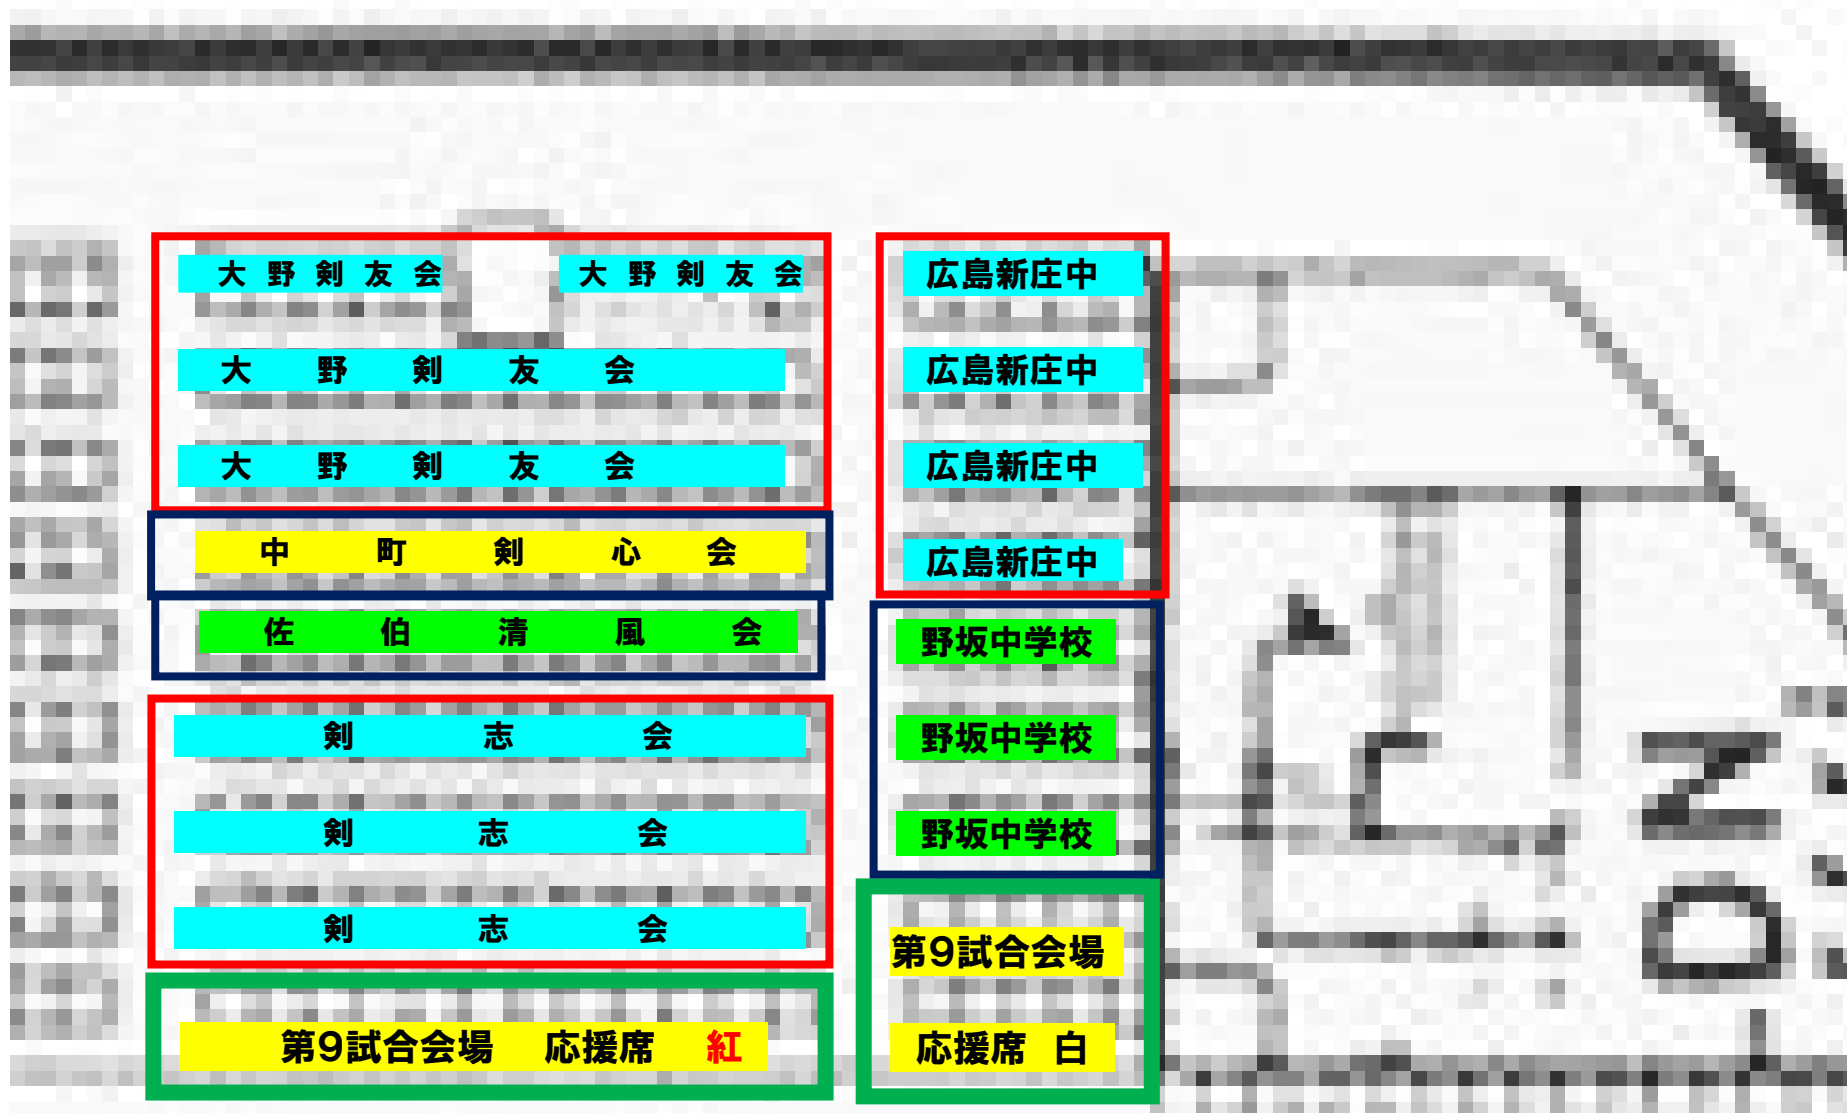 大野剣友会 大野剣友会
大野剣友会
大野剣友会
中町剣心会
佐伯清風会
剣志会
剣志会
剣志会
第9試合会場 応援席 紅
広島新庄中
広島新庄中
広島新庄中
広島新庄中
野坂中学校
野坂中学校
野坂中学校
第9試合会場
応援席 白